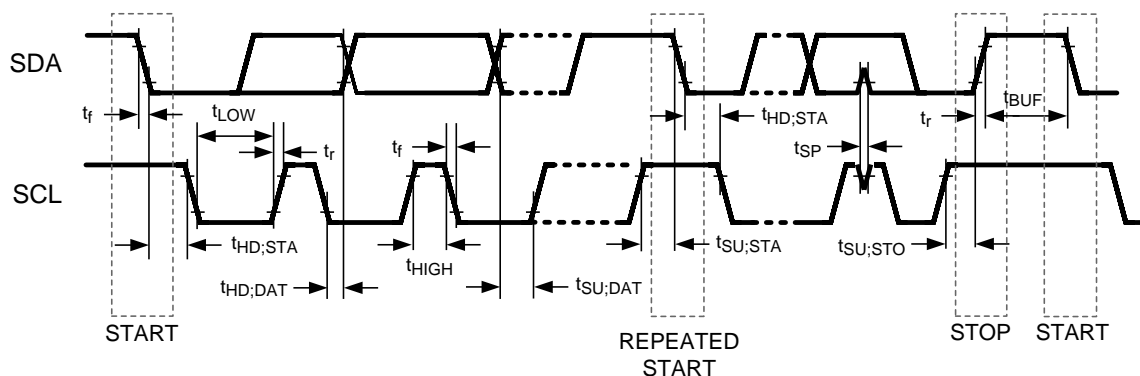 SDA
t_f
t_LOW
t_r
t_f
t_HD;STA
t_SP
t_r
t_BUF
SCL
t_HD;STA
t_HD;DAT
t_HIGH
t_SU;DAT
t_SU;STA
t_SU;STO
START
REPEATED
START
STOP
START